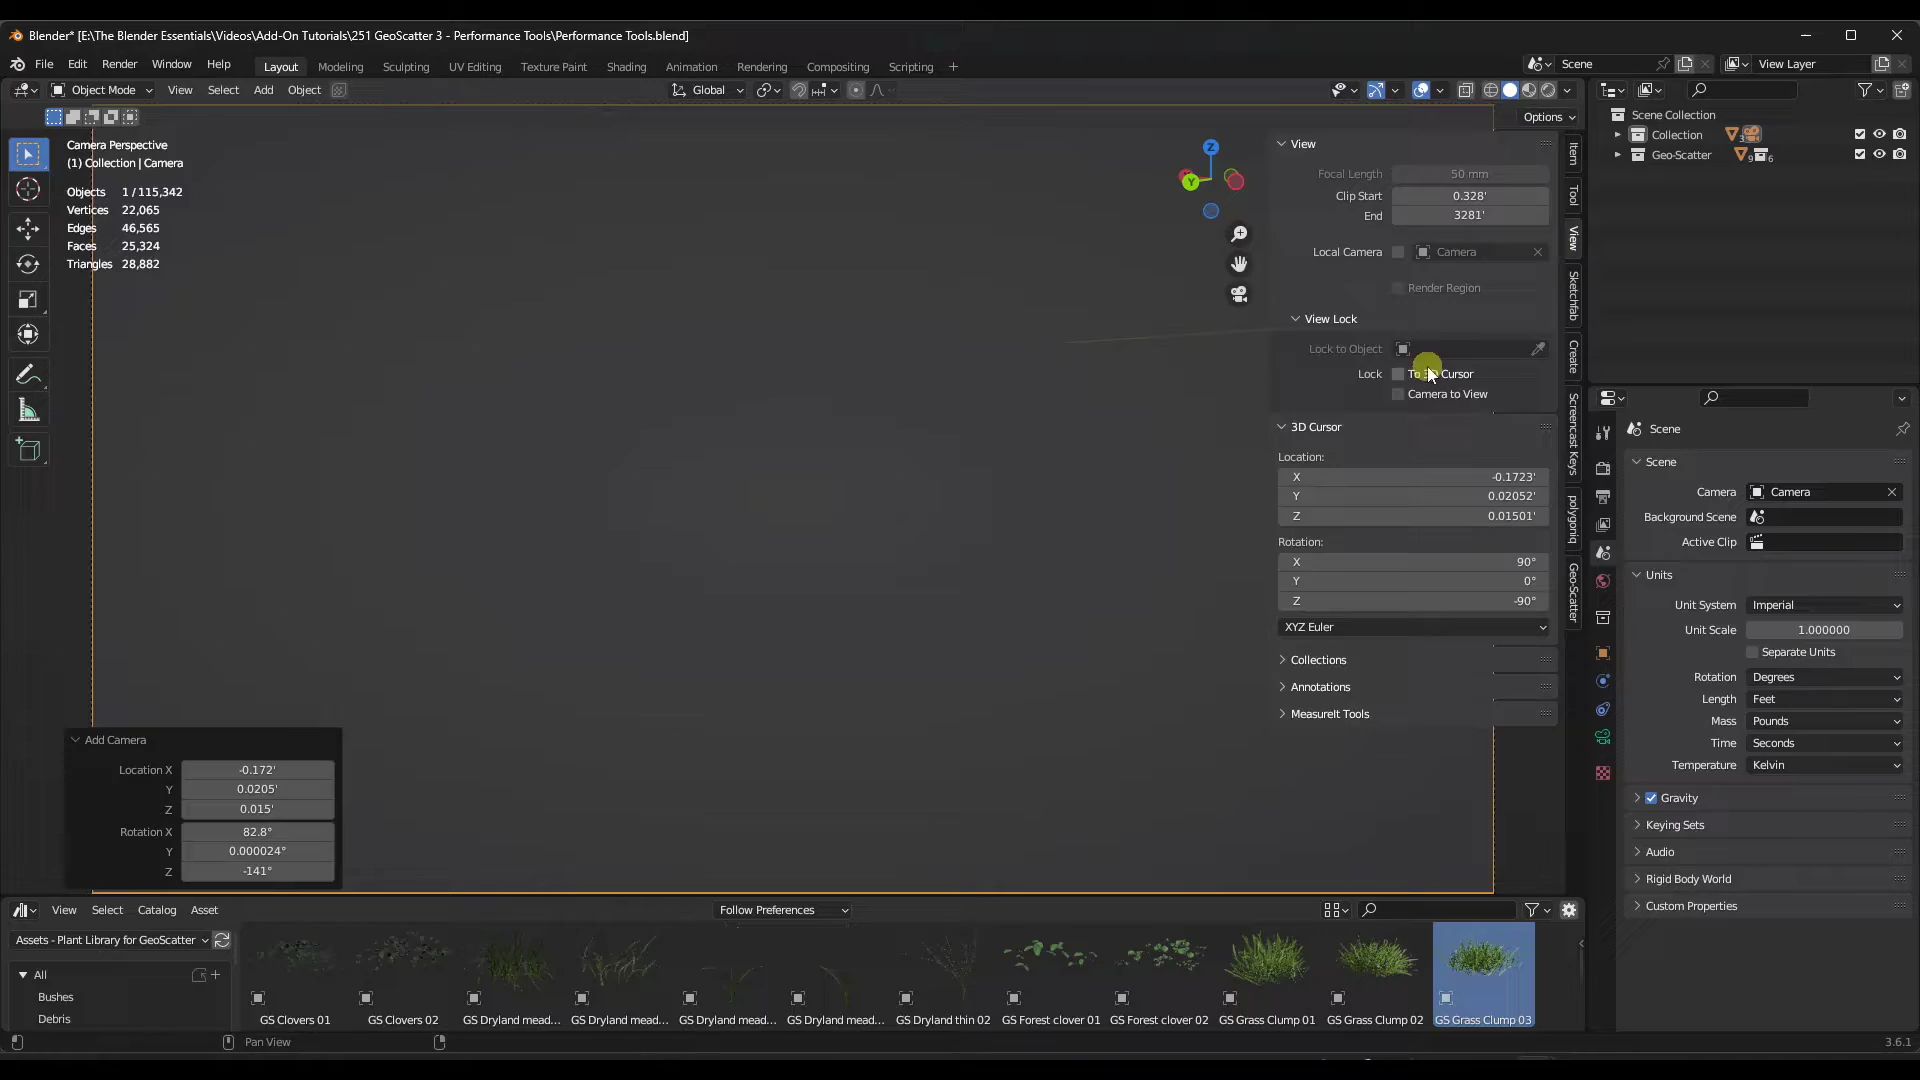 Blender* [E:\The Blender Essentials\Videos\Add-On Tutorials\251 GeoScatter 3 - Performance Tools\Performance Tools.blend]
File Edit Render Window Help Layout Modeling Sculpting UV Editing Texture Paint Shading Animation Rendering Compositing Scripting + Scene View Layer
Object Mode View Select Add Object Global
Options
Camera Perspective
(1) Collection | Camera
Objects 1 / 115,342
Vertices 22,065
Edges 46,565
Faces 25,324
Triangles 28,882
Z
Y
View
Focal Length 50 mm
Clip Start 0.328'
End 3281'
Local Camera Camera
Render Region
View Lock
Lock to Object
Lock To 3D Cursor
Camera to View
3D Cursor
Location:
X -0.1723'
Y 0.02052'
Z 0.01501'
Rotation:
X 90°
Y 0°
Z -90°
XYZ Euler
Collections
Annotations
MeasureIt Tools
Item
Tool
View
Sketchfab
Create
Screencast Keys
polygoniq
Geo-Scatter
Scene Collection
Collection 3
Geo-Scatter 9 6
Scene
Scene
Camera Camera
Background Scene
Active Clip
Units
Unit System Imperial
Unit Scale 1.000000
Separate Units
Rotation Degrees
Length Feet
Mass Pounds
Time Seconds
Temperature Kelvin
Gravity
Keying Sets
Audio
Rigid Body World
Custom Properties
Add Camera
Location X -0.172'
Y 0.0205'
Z 0.015'
Rotation X 82.8°
Y 0.000024°
Z -141°
View Select Catalog Asset Follow Preferences
Assets - Plant Library for GeoScatter
All
Bushes
Debris
GS Clovers 01 GS Clovers 02 GS Dryland mead... GS Dryland mead... GS Dryland mead... GS Dryland mead... GS Dryland thin 02 GS Forest clover 01 GS Forest clover 02 GS Grass Clump 01 GS Grass Clump 02 GS Grass Clump 03
Pan View 3.6.1